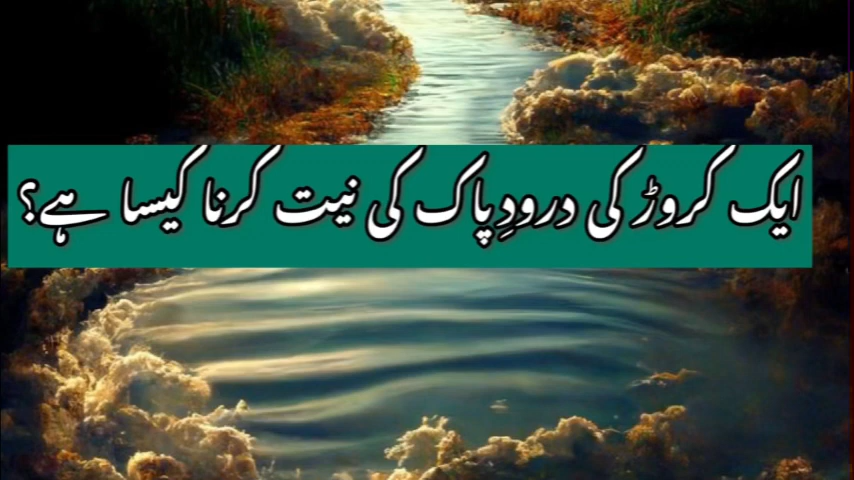 ایک کروڑ کی درودِ پاک کی نیت کرنا کیسا ہے؟